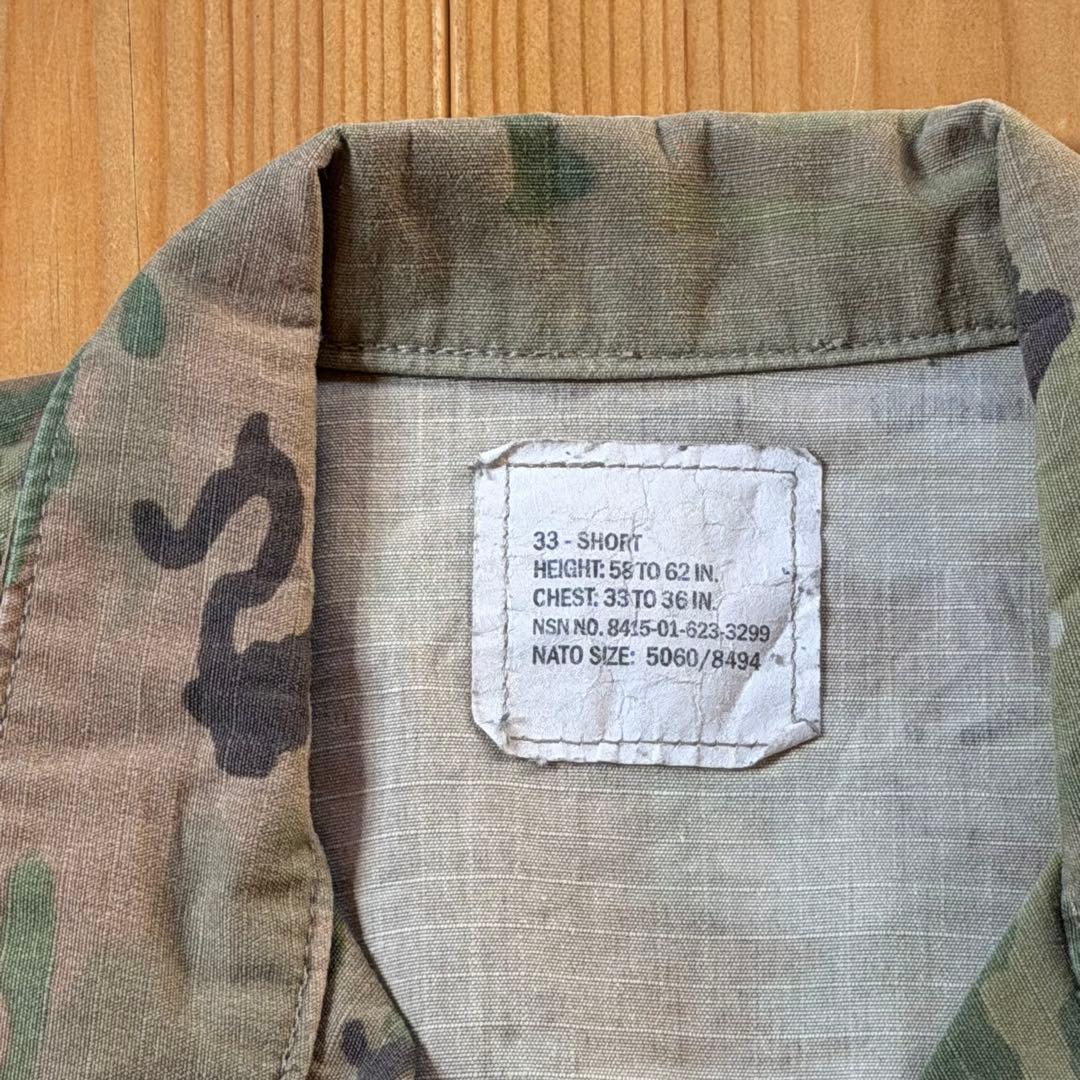 33 - SHORT
HEIGHT: 58 TO 62 IN.
CHEST: 33 TO 36 IN.
NSN NO. 8415-01-623-3299
NATO SIZE: 5060/8494